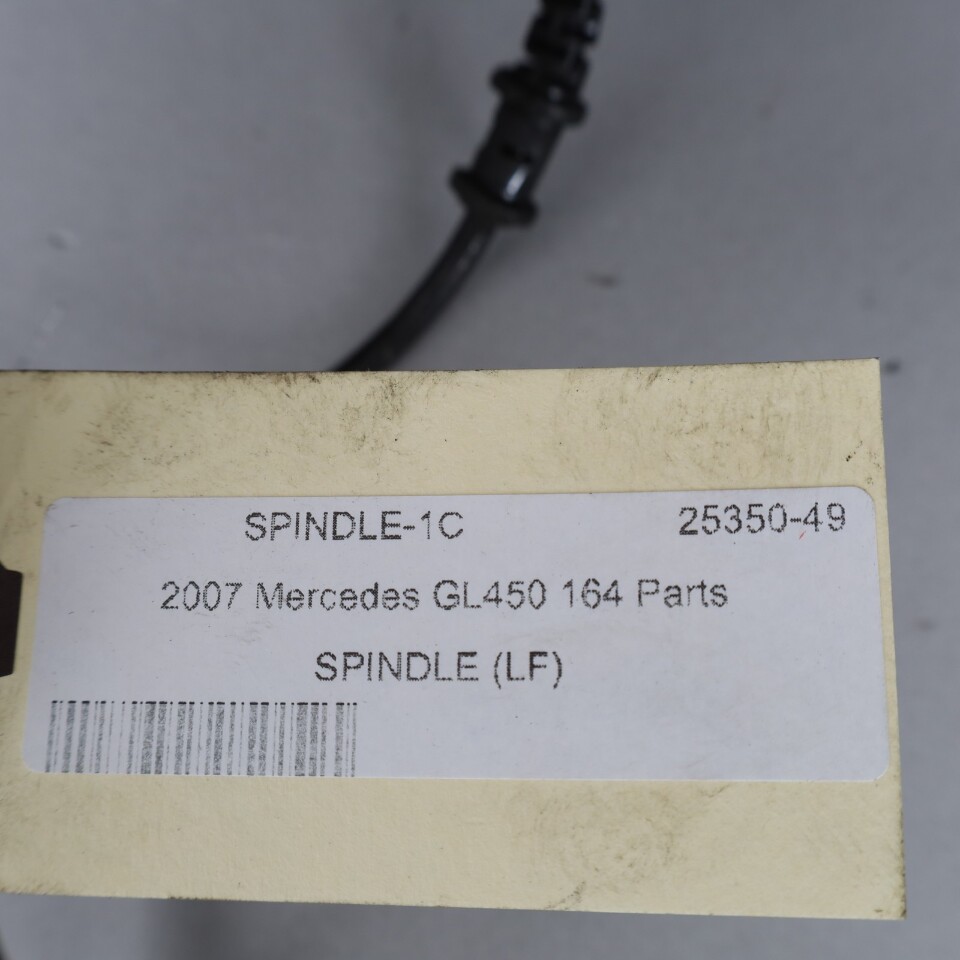 SPINDLE-1C 25350-49
2007 Mercedes GL450 164 Parts
SPINDLE (LF)